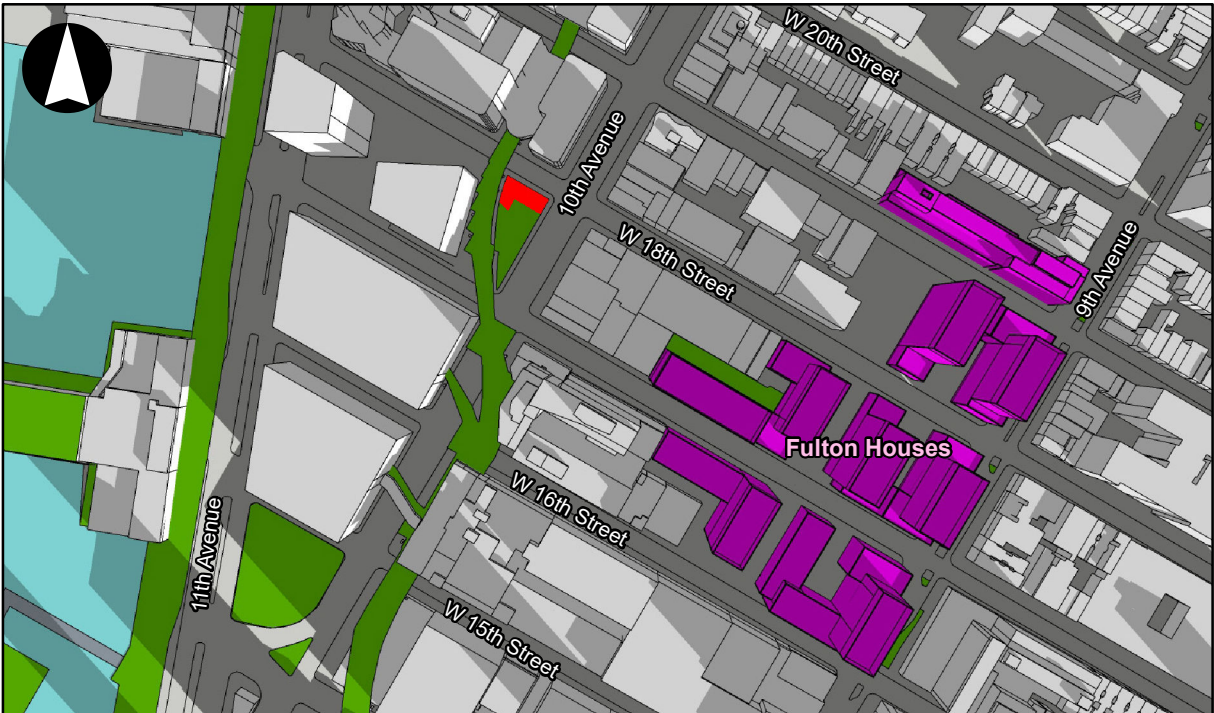 W 20th Street
10th Avenue
W 18th Street
9th Avenue
Fulton Houses
W 16th Street
11th Avenue
W 15th Street